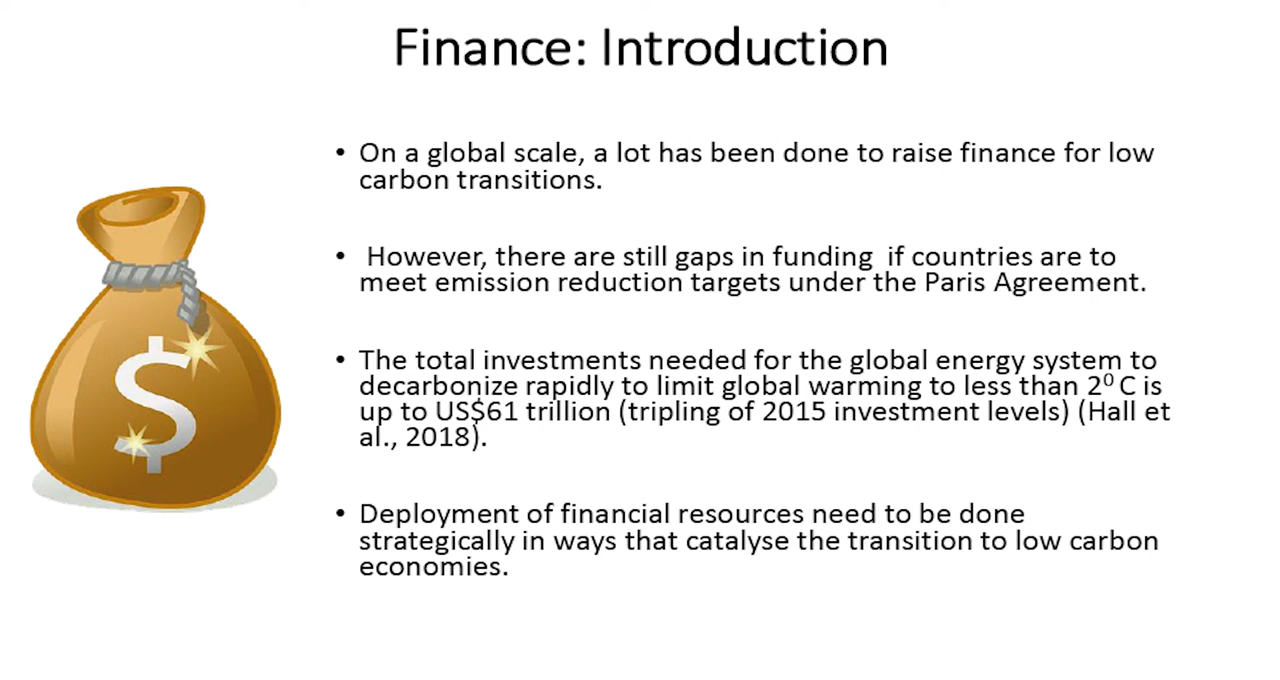 Finance: Introduction
• On a global scale, a lot has been done to raise finance for low
carbon transitions.
• However, there are still gaps in funding if countries are to
meet emission reduction targets under the Paris Agreement.
• The total investments needed for the global energy system to
decarbonize rapidly to limit global warming to less than 2⁰ C is
up to US$61 trillion (tripling of 2015 investment levels) (Hall et
al., 2018).
• Deployment of financial resources need to be done
strategically in ways that catalyse the transition to low carbon
economies.
$